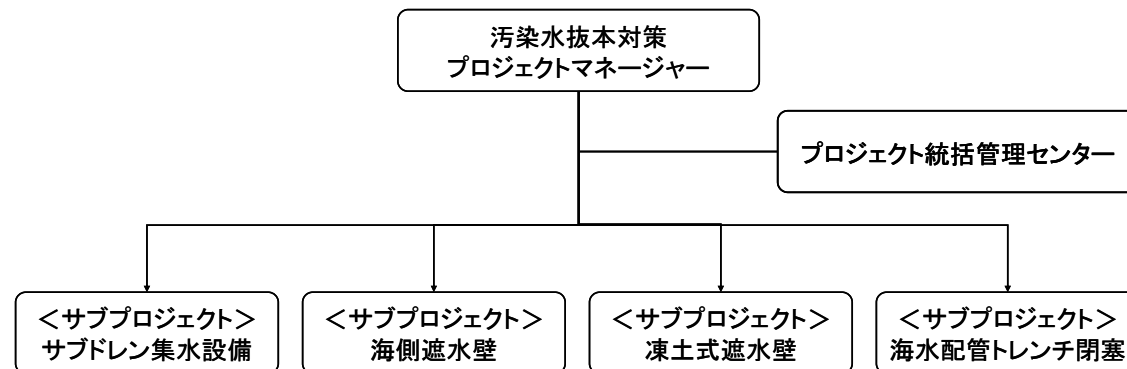 汚染水抜本対策
プロジェクトマネージャー
プロジェクト統括管理センター
＜サブプロジェクト＞
サブドレン集水設備
＜サブプロジェクト＞
海側遮水壁
＜サブプロジェクト＞
凍土式遮水壁
＜サブプロジェクト＞
海水配管トレンチ閉塞